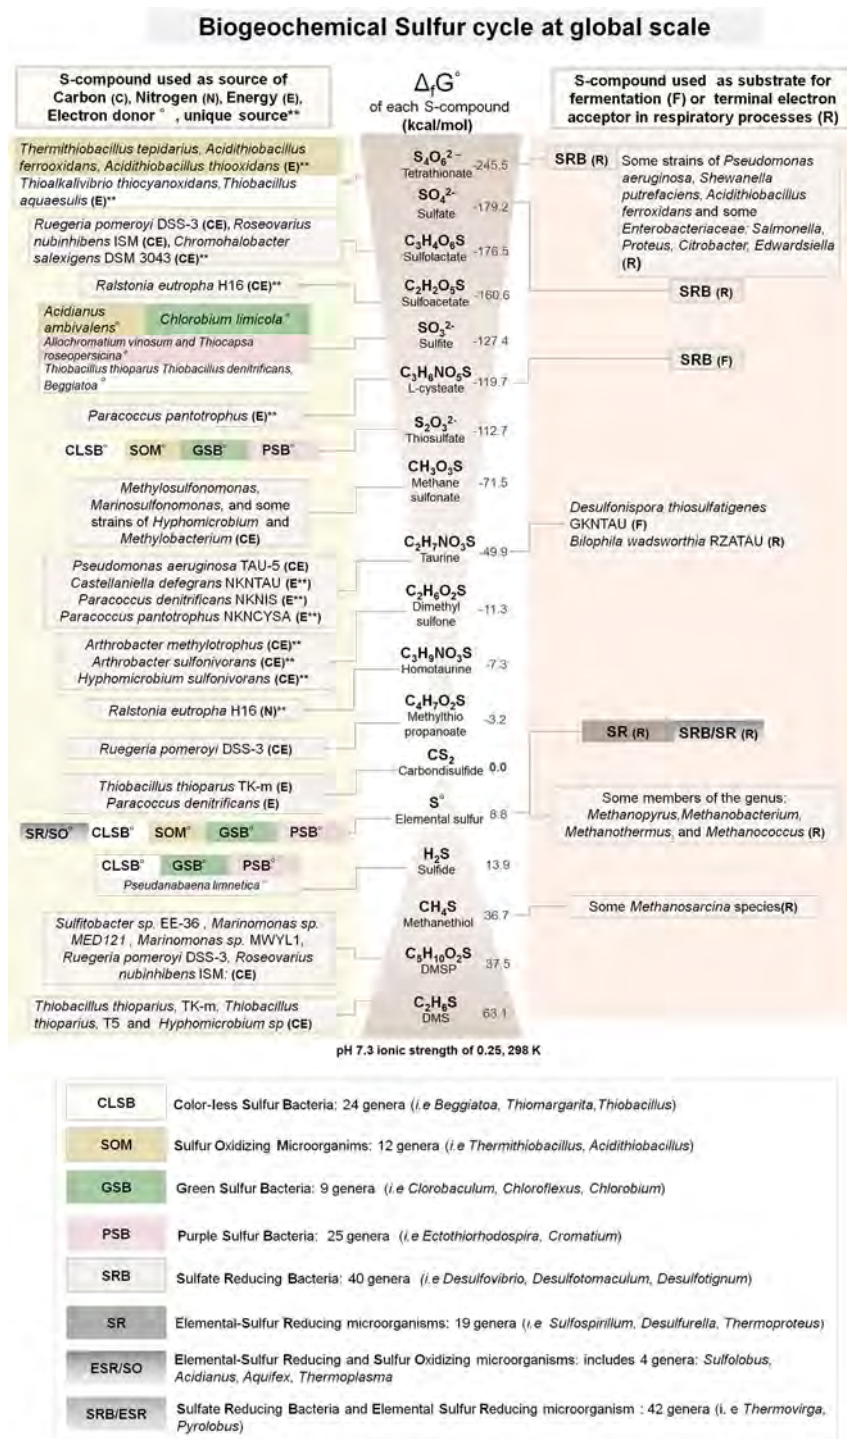 Biogeochemical Sulfur cycle at global scale
S-compound used as source of
Carbon (C), Nitrogen (N), Energy (E),
Electron donor °, unique source**
ΔfG°
of each S-compound
(kcal/mol)
S-compound used as substrate for
fermentation (F) or terminal electron
acceptor in respiratory processes (R)
Thermithiobacillus tepidarius, Acidithiobacillus
ferrooxidans, Acidithiobacillus thiooxidans (E)**
Thioalkalivibrio thiocyanoxidans, Thiobacillus
aquaesulis (E)**
Ruegeria pomeroyi DSS-3 (CE), Roseovarius
nubinhibens ISM (CE), Chromohalobacter
salexigens DSM 3043 (CE)**
Ralstonia eutropha H16 (CE)**
Acidianus
ambivalens°
Chlorobium limicola°
Allochromatium vinosum and Thiocapsa
roseopersicina°
Thiobacillus thioparus Thiobacillus denitrificans,
Beggiatoa°
Paracoccus pantotrophus (E)**
CLSB° SOM° GSB° PSB°
Methylosulfonomonas,
Marinosulfonomonas, and some
strains of Hyphomicrobium and
Methylobacterium (CE)
Pseudomonas aeruginosa TAU-5 (CE)
Castellaniella defegrans NKNTAU (E**)
Paracoccus denitrificans NKNIS (E**)
Paracoccus pantotrophus NKNCYSA (E**)
Arthrobacter methylotrophus (CE)**
Arthrobacter sulfonivorans (CE)**
Hyphomicrobium sulfonivorans (CE)**
Ralstonia eutropha H16 (N)**
Ruegeria pomeroyi DSS-3 (CE)
Thiobacillus thioparus TK-m (E)
Paracoccus denitrificans (E)
SR/SO° CLSB° SOM° GSB° PSB°
CLSB° GSB° PSB°
Pseudanabaena limnetica°
Sulfitobacter sp. EE-36 , Marinomonas sp.
MED121 , Marinomonas sp. MWYL1,
Ruegeria pomeroyi DSS-3, Roseovarius
nubinhibens ISM; (CE)
Thiobacillus thioparius, TK-m, Thiobacillus
thioparius, T5 and Hyphomicrobium sp (CE)
S₄O₆²⁻
Tetrathionate
-245.5
SO₄²⁻
Sulfate
-179.2
C₃H₄O₆S
Sulfolactate
-176.5
C₂H₂O₅S
Sulfoacetate
-160.6
SO₃²⁻
Sulfite
-127.4
C₃H₆NO₅S
L-cysteate
-119.7
S₂O₃²⁻
Thiosulfate
-112.7
CH₃O₃S
Methane
sulfonate
-71.5
C₂H₇NO₃S
Taurine
-49.9
C₂H₆O₂S
Dimethyl
sulfone
-11.3
C₃H₉NO₃S
Homotaurine
-7.3
C₄H₇O₂S
Methylthio
propanoate
-3.2
CS₂
Carbondisulfide
0.0
S°
Elemental sulfur
8.8
H₂S
Sulfide
13.9
CH₄S
Methanethiol
36.7
C₅H₁₀O₂S
DMSP
37.5
C₂H₆S
DMS
63.1
SRB (R)
Some strains of Pseudomonas
aeruginosa, Shewanella
putrefaciens, Acidithiobacillus
ferroxidans and some
Enterobacteriaceae; Salmonella,
Proteus, Citrobacter, Edwardsiella
(R)
SRB (R)
SRB (F)
Desulfonispora thiosulfatigenes
GKNTAU (F)
Bilophila wadsworthia RZATAU (R)
SR (R) SRB/SR (R)
Some members of the genus:
Methanopyrus, Methanobacterium,
Methanothermus, and Methanococcus (R)
Some Methanosarcina species(R)
pH 7.3 ionic strength of 0.25, 298 K
CLSB Color-less Sulfur Bacteria: 24 genera (i.e Beggiatoa, Thiomargarita,Thiobacillus)
SOM Sulfur Oxidizing Microorganims: 12 genera (i.e Thermithiobacillus, Acidithiobacillus)
GSB Green Sulfur Bacteria: 9 genera (i.e Clorobaculum, Chloroflexus, Chlorobium)
PSB Purple Sulfur Bacteria: 25 genera (i.e Ectothiorhodospira, Cromatium)
SRB Sulfate Reducing Bacteria: 40 genera (i.e Desulfovibrio, Desulfotomaculum, Desulfotignum)
SR Elemental-Sulfur Reducing microorganisms: 19 genera (i.e Sulfospirillum, Desulfurella, Thermoproteus)
ESR/SO Elemental-Sulfur Reducing and Sulfur Oxidizing microorganisms: includes 4 genera: Sulfolobus,
Acidianus, Aquifex, Thermoplasma
SRB/ESR Sulfate Reducing Bacteria and Elemental Sulfur Reducing microorganism : 42 genera (i. e Thermovirga,
Pyrolobus)